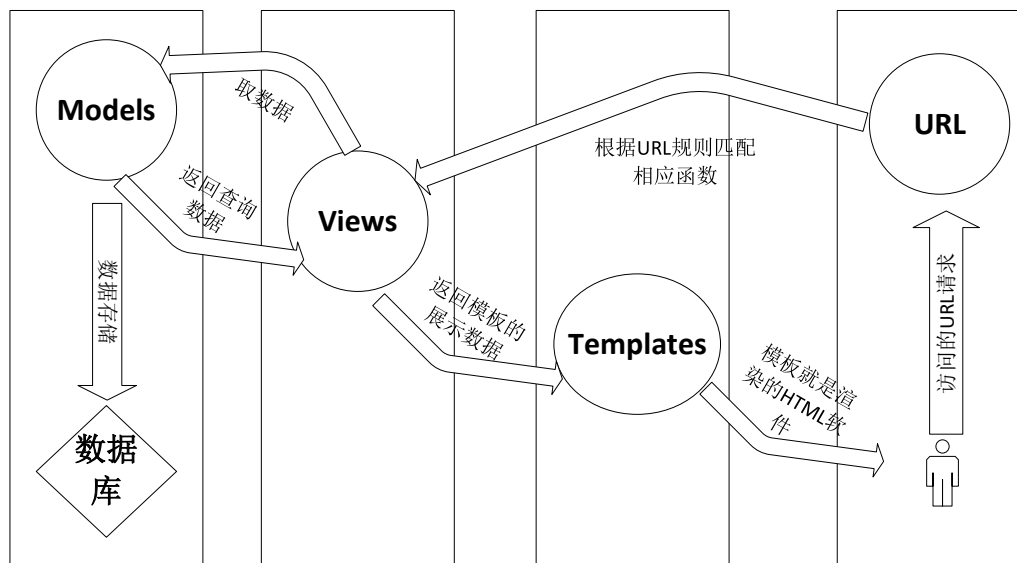 Models
取数据
返回查询
数据
数据存储
数据
库
Views
返回模板的
展示数据
Templates
根据URL规则匹配
相应函数
模板就是渲
染的HTML软
件
URL
访问的URL请求